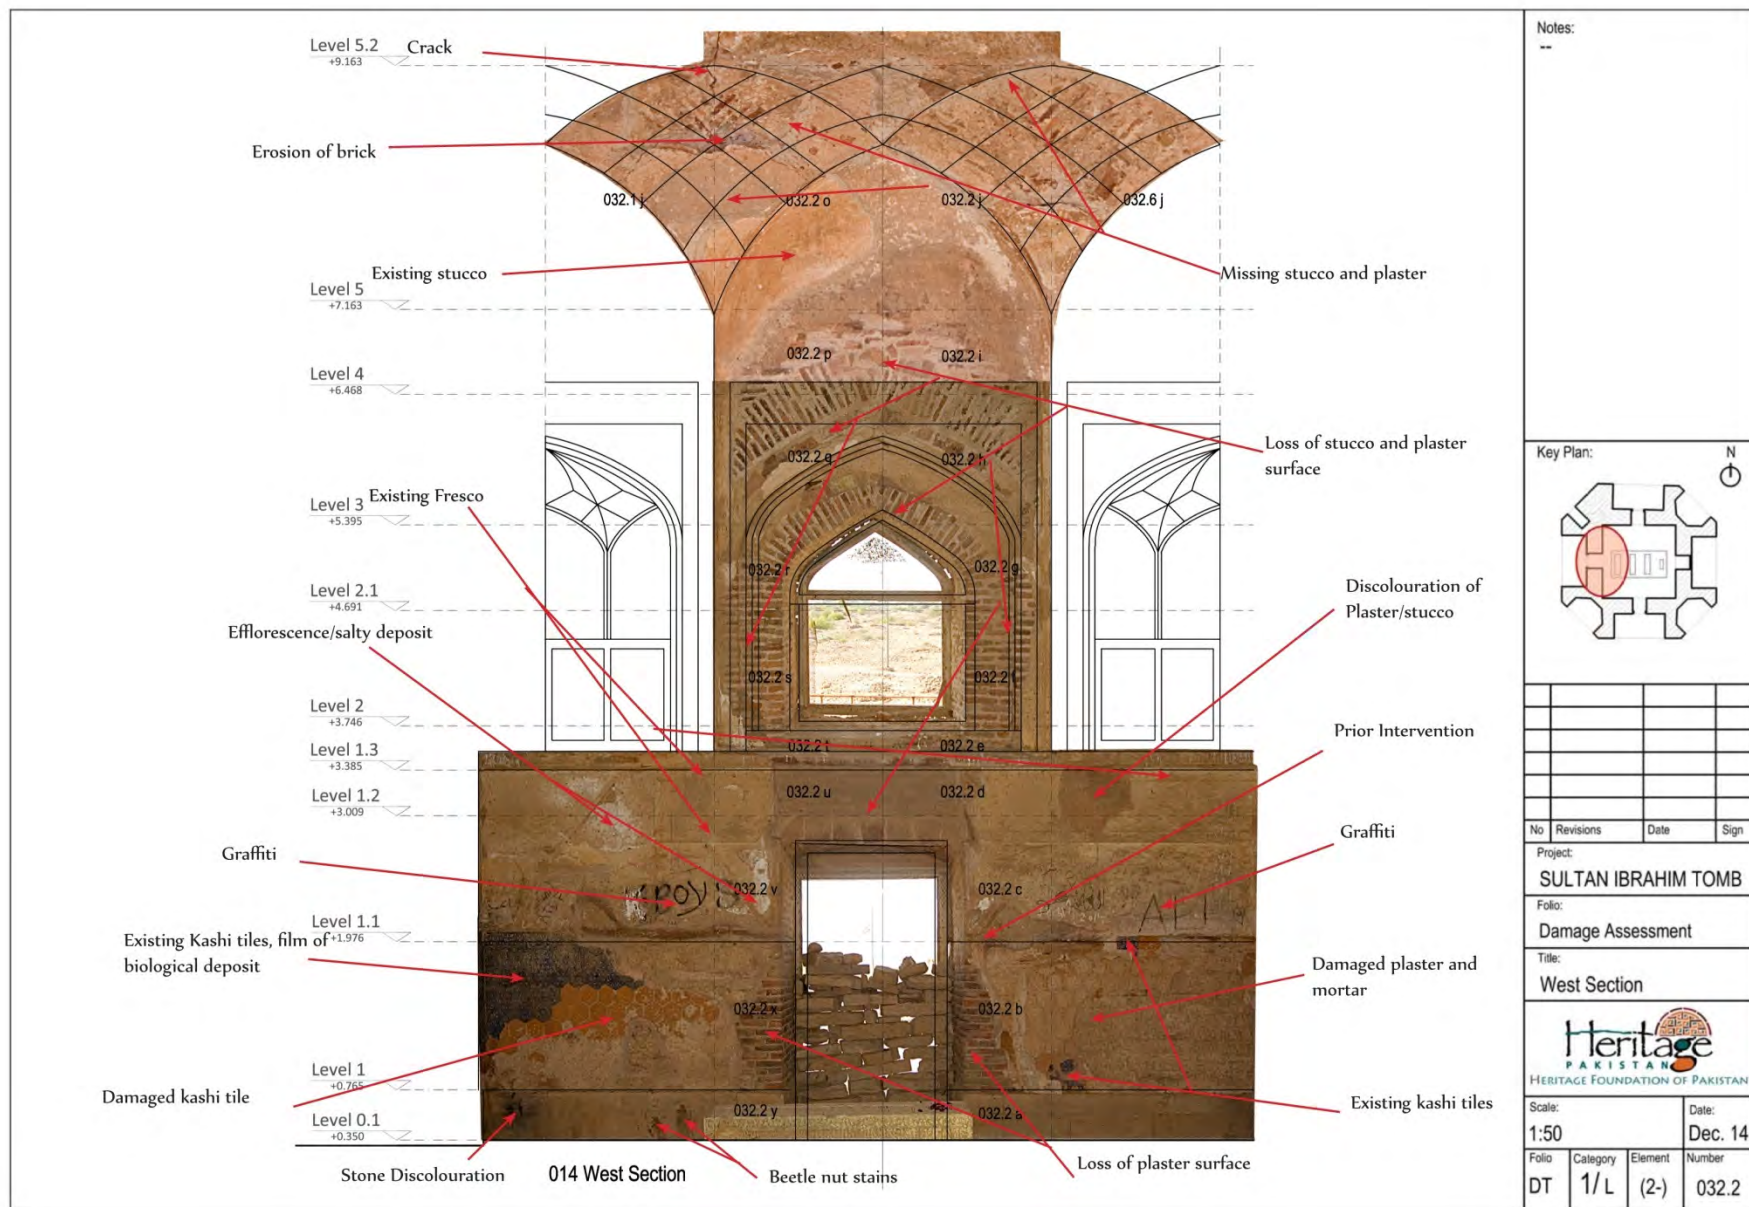 Level 5.2
+9.163
Crack
Erosion of brick
032.1 j
032.2 o
032.2 j
032.6 j
Existing stucco
Missing stucco and plaster
Level 5
+7.163
032.2 p
032.2 i
Level 4
+6.468
032.2 q
032.2 h
Loss of stucco and plaster
surface
Existing Fresco
Level 3
+5.395
032.2 r
032.2 g
Level 2.1
+4.691
Discolouration of
Plaster/stucco
Efflorescence/salty deposit
032.2 s
032.2 f
Level 2
+3.746
Prior Intervention
032.2 t
032.2 e
Level 1.3
+3.385
Level 1.2
+3.009
032.2 u
032.2 d
Graffiti
Graffiti
BOYS
032.2 v
032.2 c
Level 1.1
+1.976
Existing Kashi tiles, film of
biological deposit
Damaged plaster and
mortar
032.2 x
032.2 b
Level 1
+0.765
Damaged kashi tile
Existing kashi tiles
Level 0.1
+0.350
032.2 y
032.2 a
Stone Discolouration
014 West Section
Beetle nut stains
Loss of plaster surface
Notes:
--
Key Plan:
N
No Revisions Date Sign
Project:
SULTAN IBRAHIM TOMB
Folio:
Damage Assessment
Title:
West Section
Heritage
PAKISTAN
HERITAGE FOUNDATION OF PAKISTAN
Scale:
1:50
Date:
Dec. 14
Folio Category Element Number
DT 1/L (2-) 032.2